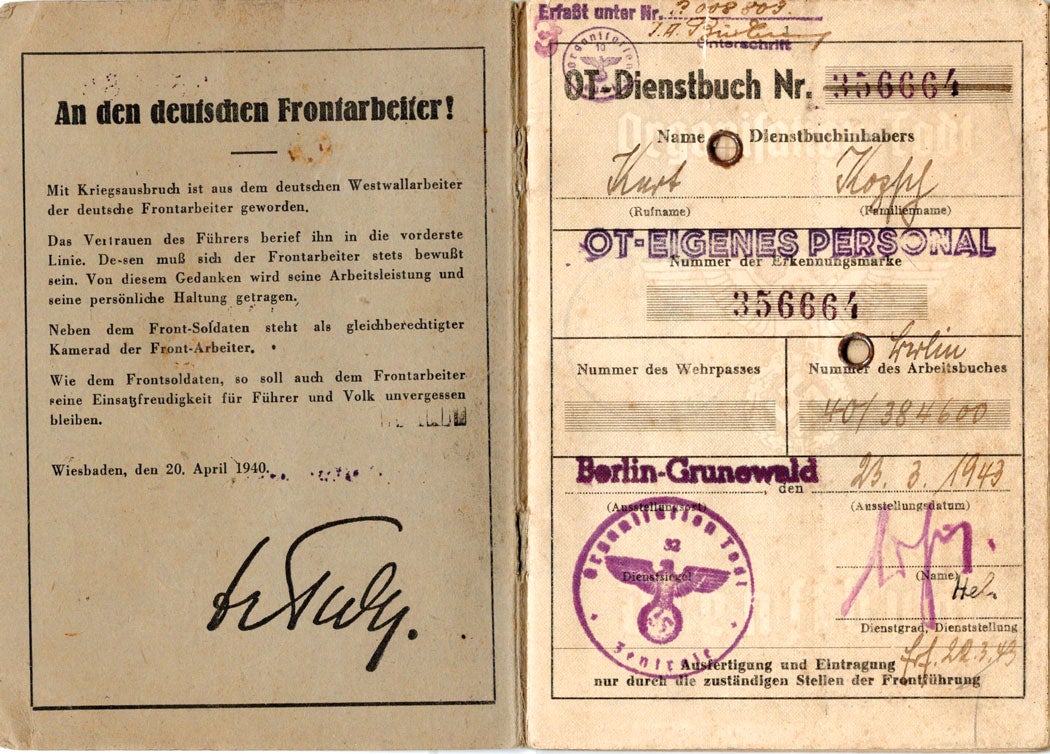 An den deutschen Frontarbeiter!
Mit Kriegsausbruch ist aus dem deutschen Westwallarbeiter
der deutsche Frontarbeiter geworden.
Das Vertrauen des Führers berief ihn in die vorderste
Linie. De-sen muß sich der Frontarbeiter stets bewußt
sein. Von diesem Gedanken wird seine Arbeitsleistung und
seine persönliche Haltung getragen.
Neben dem Front-Soldaten steht als gleichberechtigter
Kamerad der Front-Arbeiter.
Wie dem Frontsoldaten, so soll auch dem Frontarbeiter
seine Einsatzfreudigkeit für Führer und Volk unvergessen
bleiben.
Wiesbaden, den 20. April 1940.
Erfaßt unter Nr.
Unterschrift
OT-Dienstbuch Nr. 356664
Name Dienstbuchinhabers
Kurt
(Rufname) (Familienname)
OT-EIGENES PERSONAL
Nummer der Erkennungsmarke
356664
Berlin
Nummer des Wehrpasses Nummer des Arbeitsbuches
40/384600
Berlin-Grunewald, den 23. 3. 1943
(Ausstellungsort) (Ausstellungsdatum)
Organisation Todt
32
Dienstsiegel
Zentrale
(Name)
Dienstgrad, Dienststellung
Ausfertigung und Eintragung
nur durch die zuständigen Stellen der Frontführung